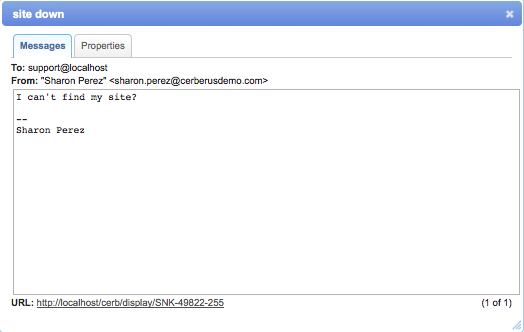 site down
Messages Properties
To: support@localhost
From: "Sharon Perez" <sharon.perez@cerberusdemo.com>
I can't find my site?
--
Sharon Perez
URL: http://localhost/cerb/display/SNK-49822-255 (1 of 1)